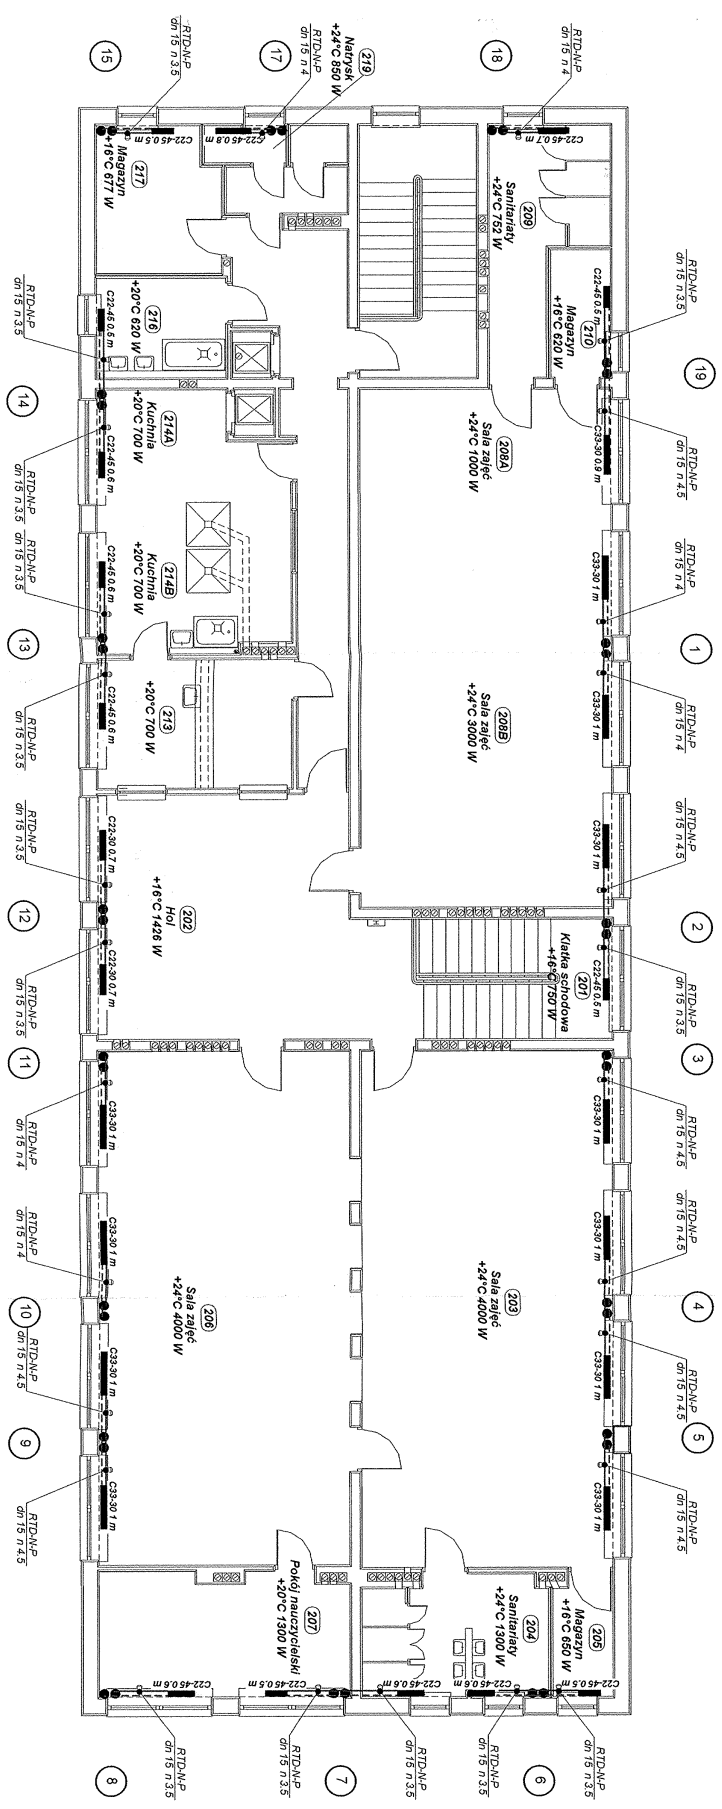 15
RTD-N-P
dn 15 n 3.5
17
RTD-N-P
dn 15 n 4
219
Natrysk
+24°C 850 W
18
RTD-N-P
dn 15 n 4
C22-45 0.5 m
217
Magazyn
+16°C 677 W
C22-45 0.8 m
C22-45 0.7 m
209
Sanitariaty
+24°C 752 W
210
Magazyn
+16°C 620 W
C22-45 0.5 m
RTD-N-P
dn 15 n 3.5
19
C33-30 0.9 m
RTD-N-P
dn 15 n 4.5
RTD-N-P
dn 15 n 3.5
C22-45 0.5 m
216
+20°C 620 W
14
214A
Kuchnia
+20°C 700 W
C22-45 0.6 m
RTD-N-P
dn 15 n 3.5
208A
Sala zajęć
+24°C 1000 W
RTD-N-P
dn 15 n 3.5
C22-45 0.6 m
214B
Kuchnia
+20°C 700 W
C33-30 1 m
RTD-N-P
dn 15 n 4
13
1
C22-45 0.6 m
RTD-N-P
dn 15 n 3.5
213
+20°C 700 W
208B
Sala zajęć
+24°C 3000 W
C33-30 1 m
RTD-N-P
dn 15 n 4
RTD-N-P
dn 15 n 3.5
C22-30 0.7 m
C33-30 1 m
RTD-N-P
dn 15 n 4.5
12
202
Hol
+16°C 1426 W
2
C22-30 0.7 m
RTD-N-P
dn 15 n 3.5
201
Klatka schodowa
+16°C 750 W
C22-45 0.5 m
RTD-N-P
dn 15 n 3.5
11
3
C33-30 1 m
RTD-N-P
dn 15 n 4
C33-30 1 m
RTD-N-P
dn 15 n 4.5
RTD-N-P
dn 15 n 4
C33-30 1 m
C33-30 1 m
RTD-N-P
dn 15 n 4.5
10
206
Sala zajęć
+24°C 4000 W
203
Sala zajęć
+24°C 4000 W
4
RTD-N-P
dn 15 n 4.5
C33-30 1 m
C33-30 1 m
RTD-N-P
dn 15 n 4.5
9
5
C33-30 1 m
RTD-N-P
dn 15 n 4.5
C33-30 1 m
RTD-N-P
dn 15 n 4.5
207
Pokój nauczycielski
+20°C 1300 W
204
Sanitariaty
+24°C 1300 W
205
Magazyn
+16°C 650 W
C22-45 0.6 m
C22-45 0.5 m
C22-45 0.6 m
C22-45 0.6 m
C22-45 0.5 m
8
RTD-N-P
dn 15 n 3.5
RTD-N-P
dn 15 n 3.5
7
RTD-N-P
dn 15 n 3.5
RTD-N-P
dn 15 n 3.5
6
RTD-N-P
dn 15 n 3.5